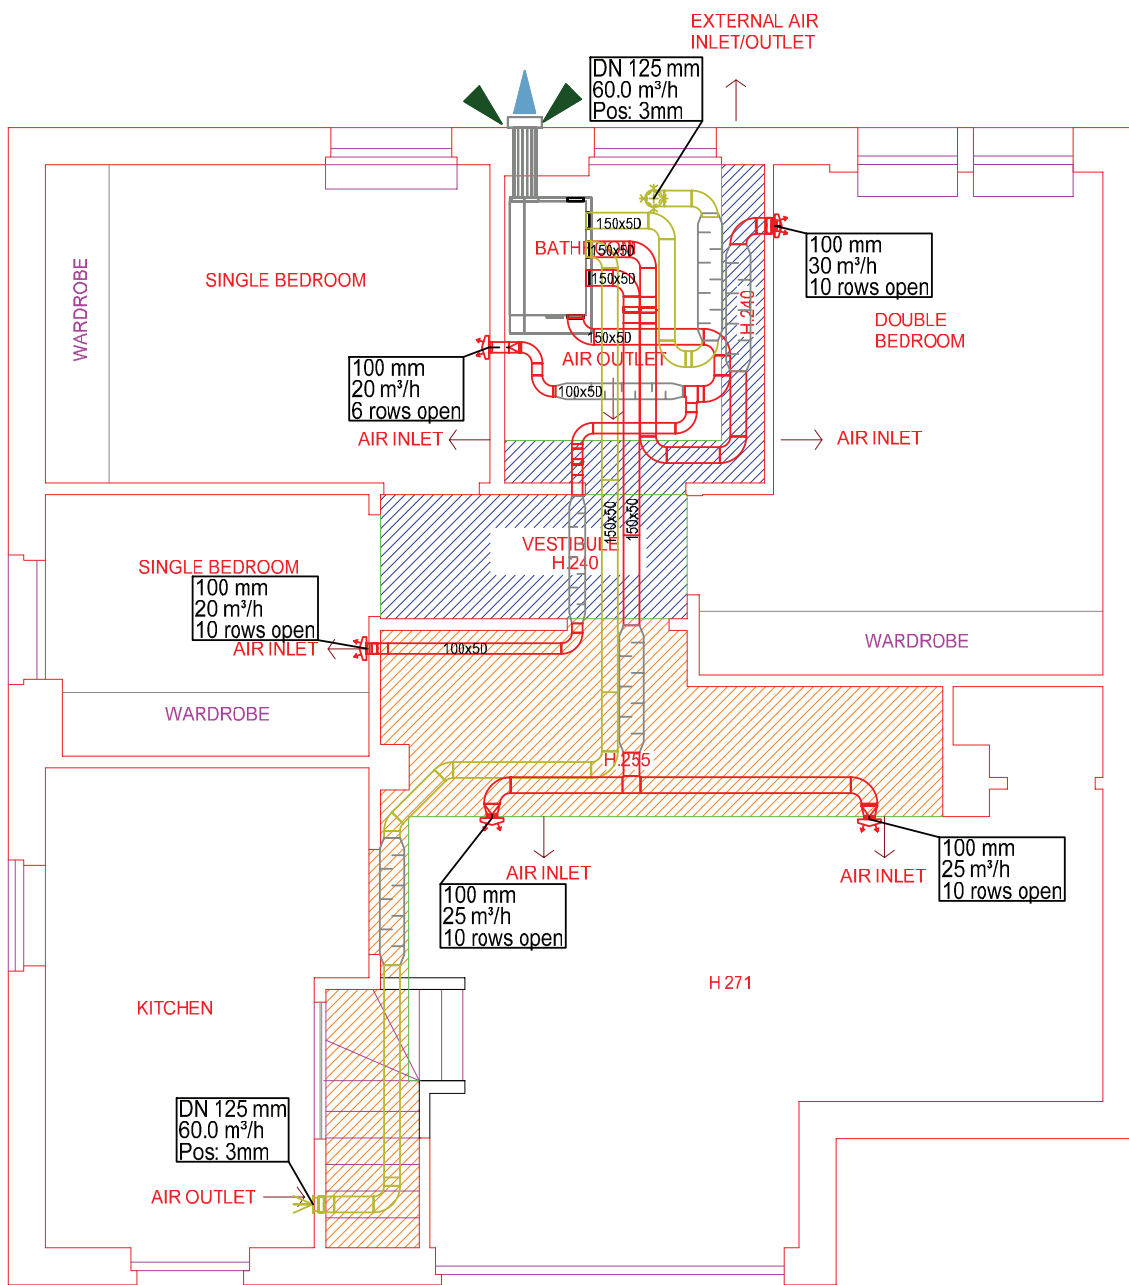 EXTERNAL AIR
INLET/OUTLET
DN 125 mm
60.0 m³/h
Pos: 3mm
150x50
BATHROOM
150x50
150x50
150x50
AIR OUTLET
100x50
SINGLE BEDROOM
WARDROBE
100 mm
20 m³/h
6 rows open
AIR INLET
100 mm
30 m³/h
10 rows open
DOUBLE
BEDROOM
H.240
AIR INLET
VESTIBULE
H.240
150x50
150x50
SINGLE BEDROOM
100 mm
20 m³/h
10 rows open
AIR INLET
100x50
WARDROBE
WARDROBE
H.255
AIR INLET
100 mm
25 m³/h
10 rows open
AIR INLET
100 mm
25 m³/h
10 rows open
H 271
KITCHEN
DN 125 mm
60.0 m³/h
Pos: 3mm
AIR OUTLET